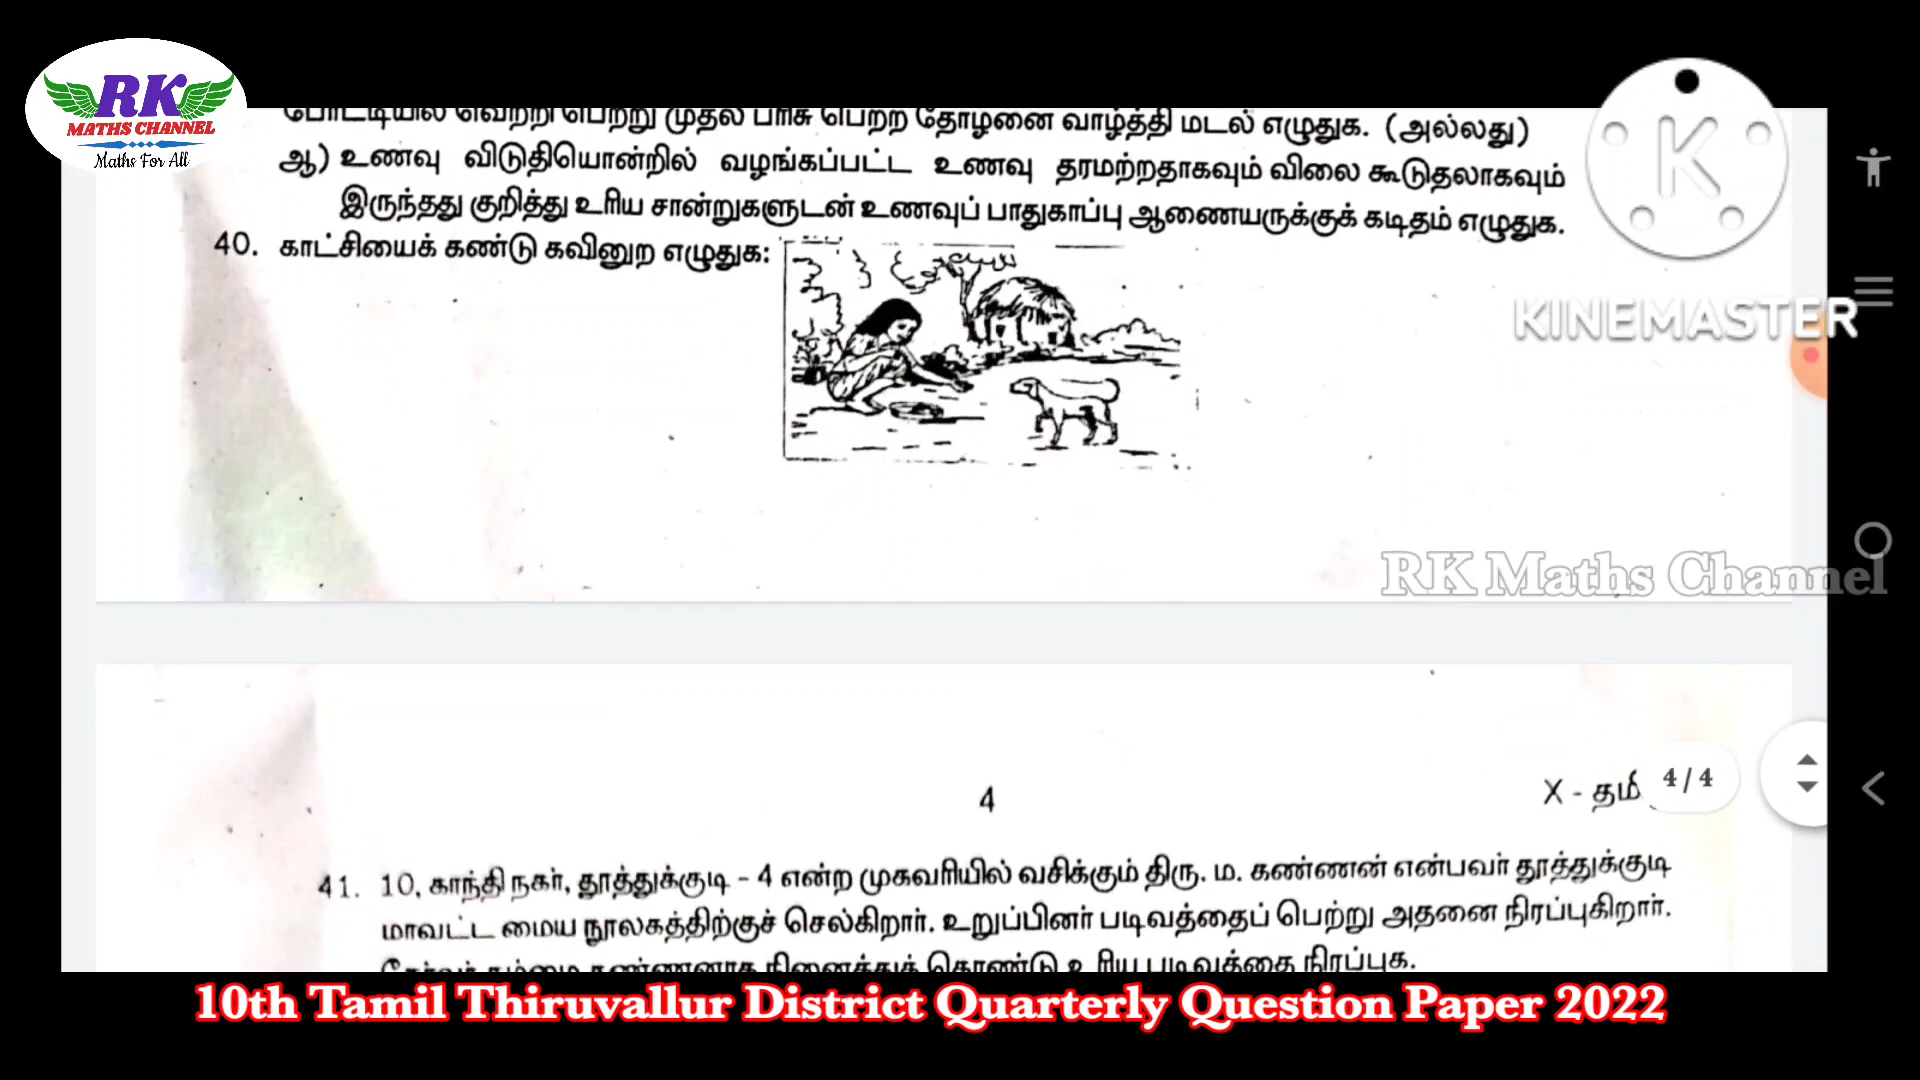 RK
MATHS CHANNEL
Maths For All
போட்டியில் வெற்றி பெற்று முதல் பரிசு பெற்ற தோழனை வாழ்த்தி மடல் எழுதுக. (அல்லது)
ஆ) உணவு விடுதியொன்றில் வழங்கப்பட்ட உணவு தரமற்றதாகவும் விலை கூடுதலாகவும்
இருந்தது குறித்து உரிய சான்றுகளுடன் உணவுப் பாதுகாப்பு ஆணையருக்குக் கடிதம் எழுதுக.
40. காட்சியைக் கண்டு கவினுற எழுதுக:
K
KINEMASTER
RK Maths Channel
4
X - தமி
4 / 4
41. 10, காந்தி நகர், தூத்துக்குடி - 4 என்ற முகவரியில் வசிக்கும் திரு. ம. கண்ணன் என்பவர் தூத்துக்குடி
மாவட்ட மைய நூலகத்திற்குச் செல்கிறார். உறுப்பினர் படிவத்தைப் பெற்று அதனை நிரப்புகிறார்.
தேர்வர் தம்மை கண்ணனாக நினைத்துக் கொண்டு உரிய படிவத்தை நிரப்புக.
10th Tamil Thiruvallur District Quarterly Question Paper 2022